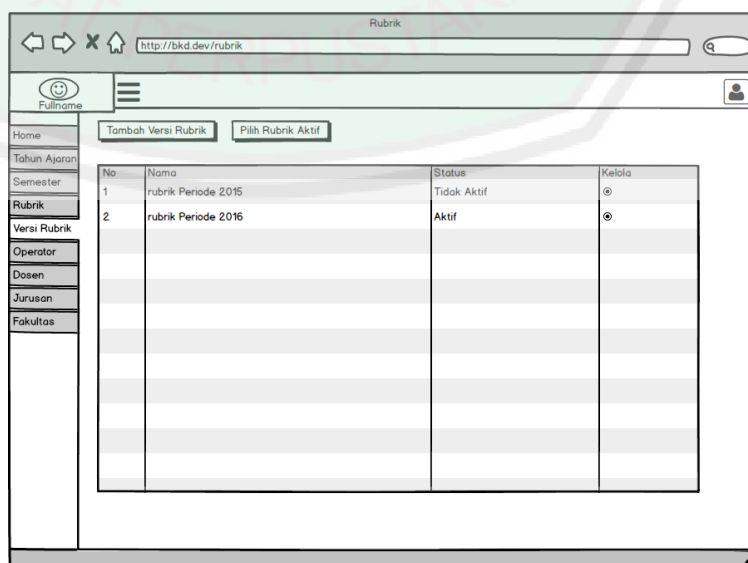 PERPUSTAK
Rubrik
http://bkd.dev/rubrik
Fullname
Home
Tahun Ajaran
Semester
Rubrik
Versi Rubrik
Operator
Dosen
Jurusan
Fakultas
Tambah Versi Rubrik Pilih Rubrik Aktif
No Nama Status Kelola
1 rubrik Periode 2015 Tidak Aktif
2 rubrik Periode 2016 Aktif